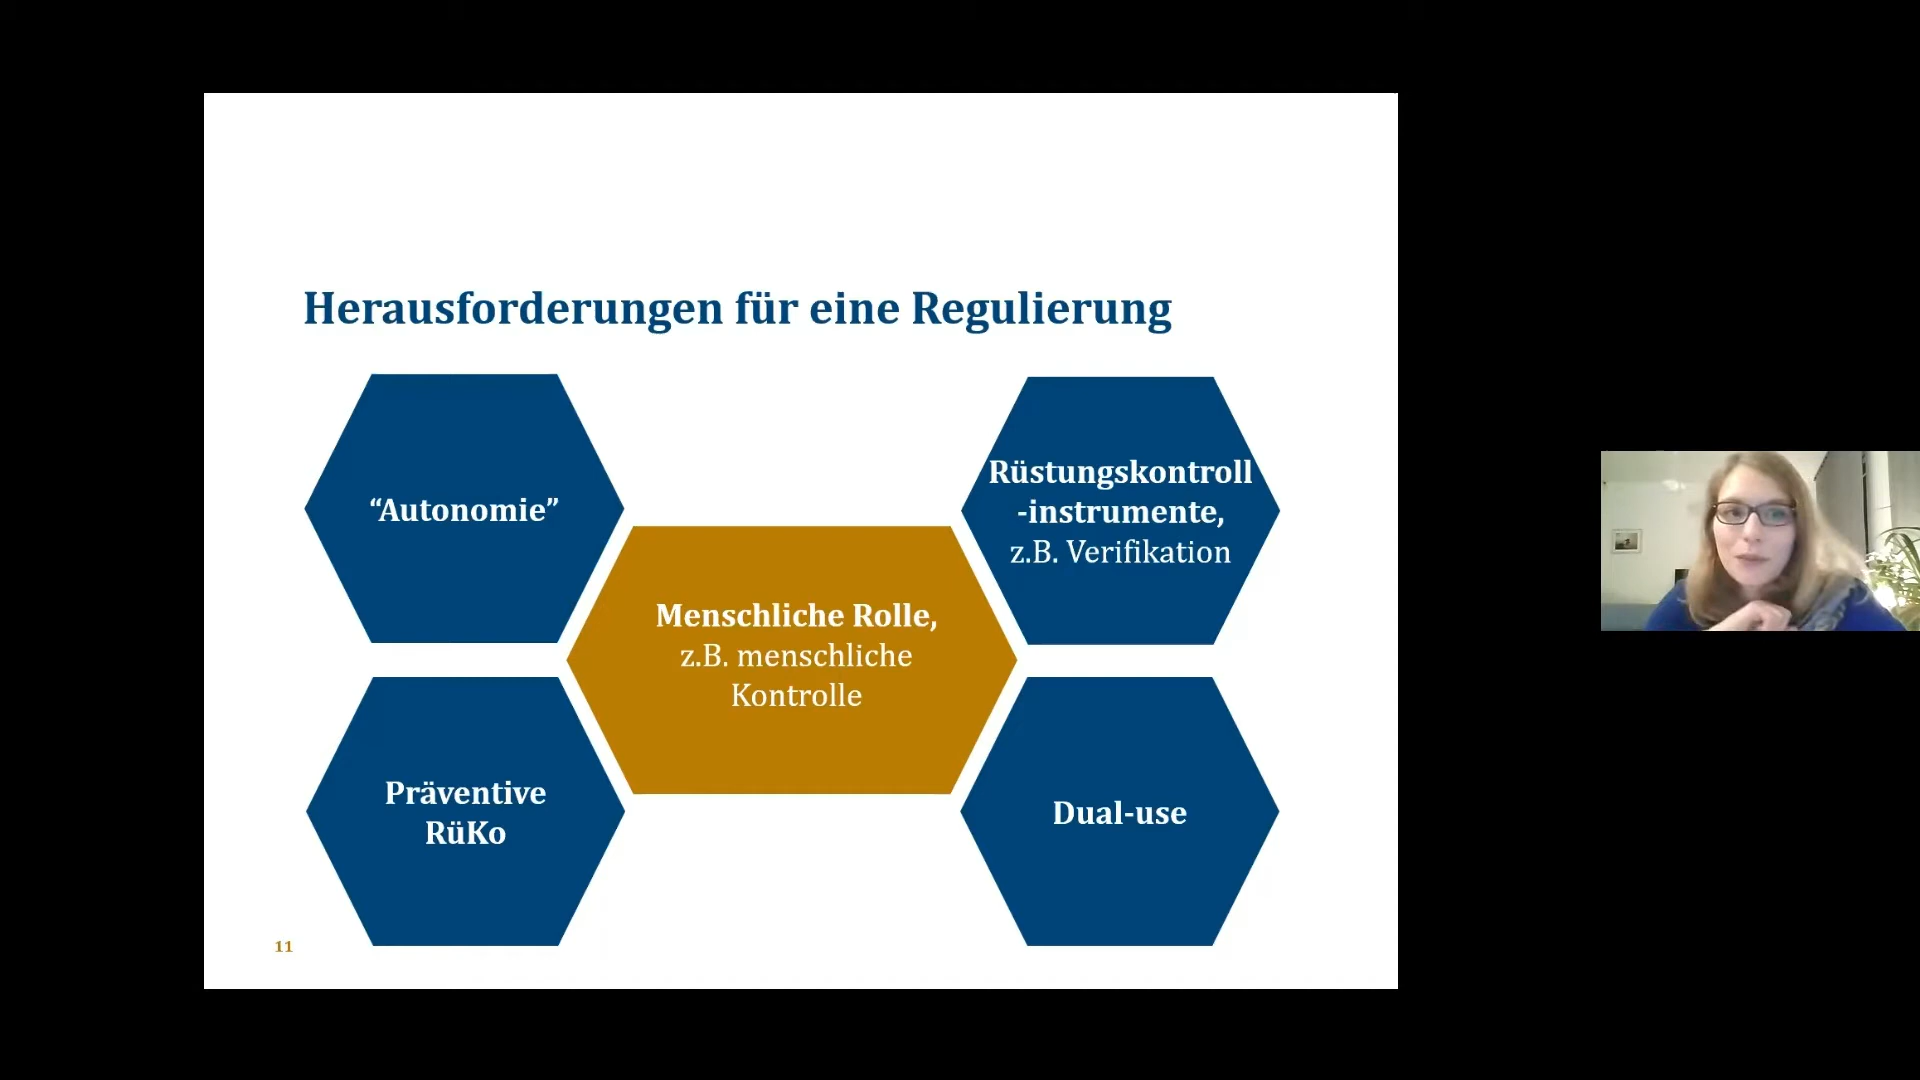 Herausforderungen für eine Regulierung
“Autonomie”
Rüstungskontroll
-instrumente,
z.B. Verifikation
Menschliche Rolle,
z.B. menschliche
Kontrolle
Präventive
RüKo
Dual-use
11